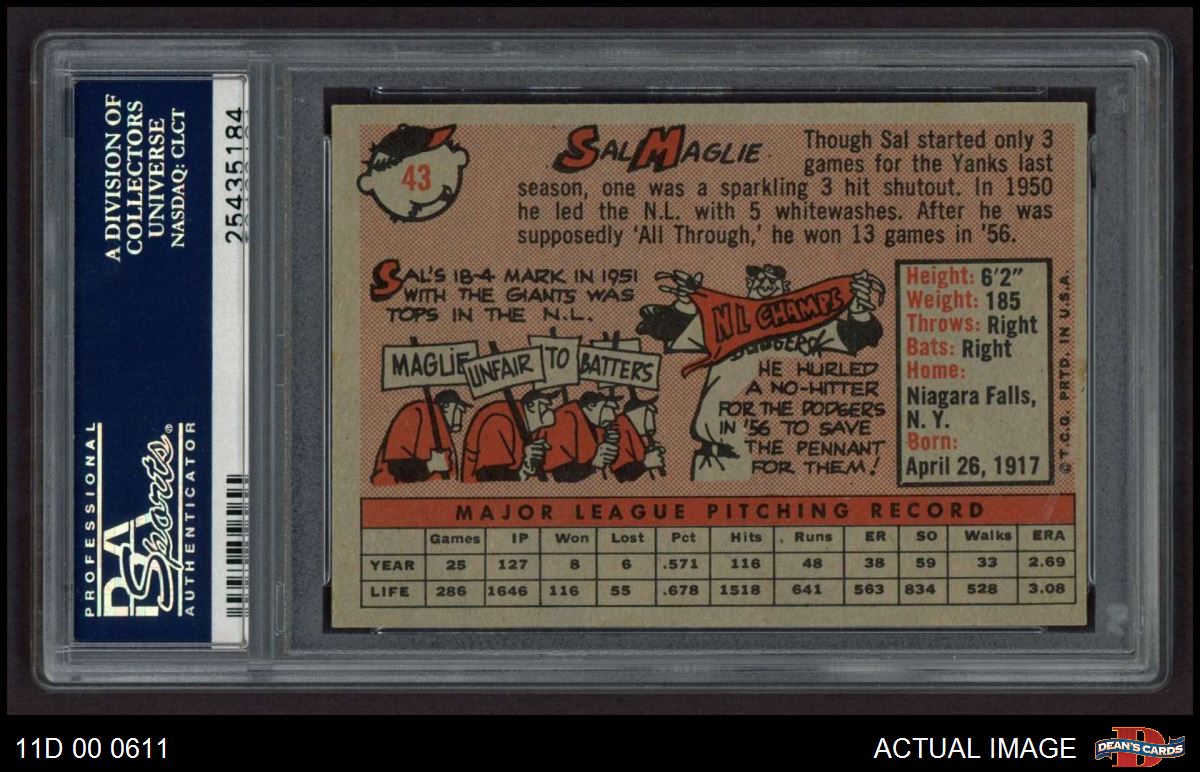 A DIVISION OF
COLLECTORS
UNIVERSE
NASDAQ: CLCT
25435184
PROFESSIONAL
PSA
Sports®
AUTHENTICATOR
43
SAL MAGLIE
Though Sal started only 3
games for the Yanks last
season, one was a sparkling 3 hit shutout. In 1950
he led the N.L. with 5 whitewashes. After he was
supposedly 'All Through,' he won 13 games in '56.
SAL'S 18-4 MARK IN 1951
WITH THE GIANTS WAS
TOPS IN THE N.L.
MAGLIE UNFAIR TO BATTERS
NL CHAMPS
DODGERS
HE HURLED
A NO-HITTER
FOR THE DODGERS
IN '56 TO SAVE
THE PENNANT
FOR THEM!
Height: 6'2"
Weight: 185
Throws: Right
Bats: Right
Home:
Niagara Falls,
N. Y.
Born:
April 26, 1917
© T.C.G. PRTD. IN U.S.A.
MAJOR LEAGUE PITCHING RECORD
Games IP Won Lost Pct Hits Runs ER SO Walks ERA
YEAR 25 127 8 6 .571 116 48 38 59 33 2.69
LIFE 286 1646 116 55 .678 1518 641 563 834 528 3.08
11D 00 0611
ACTUAL IMAGE
D
DEAN'S CARDS